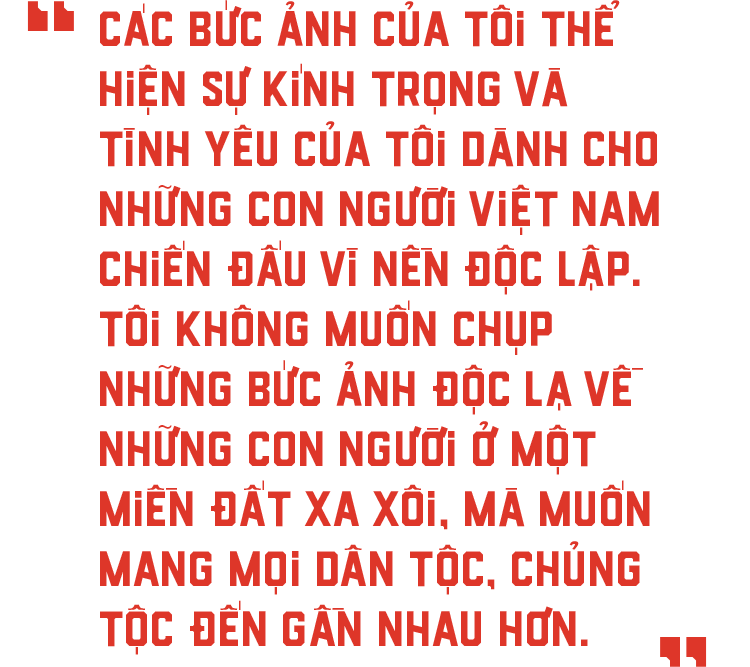 “ CÁC BỨC ẢNH CỦA TÔI THỂ
HIỆN SỰ KÍNH TRỌNG VÀ
TÌNH YÊU CỦA TÔI DÀNH CHO
NHỮNG CON NGƯỜI VIỆT NAM
CHIẾN ĐẤU VÌ NỀN ĐỘC LẬP.
TÔI KHÔNG MUỐN CHỤP
NHỮNG BỨC ẢNH ĐỘC LẠ VỀ
NHỮNG CON NGƯỜI Ở MỘT
MIỀN ĐẤT XA XÔI, MÀ MUỐN
MANG MỌI DÂN TỘC, CHỦNG
TỘC ĐẾN GẦN NHAU HƠN. ”